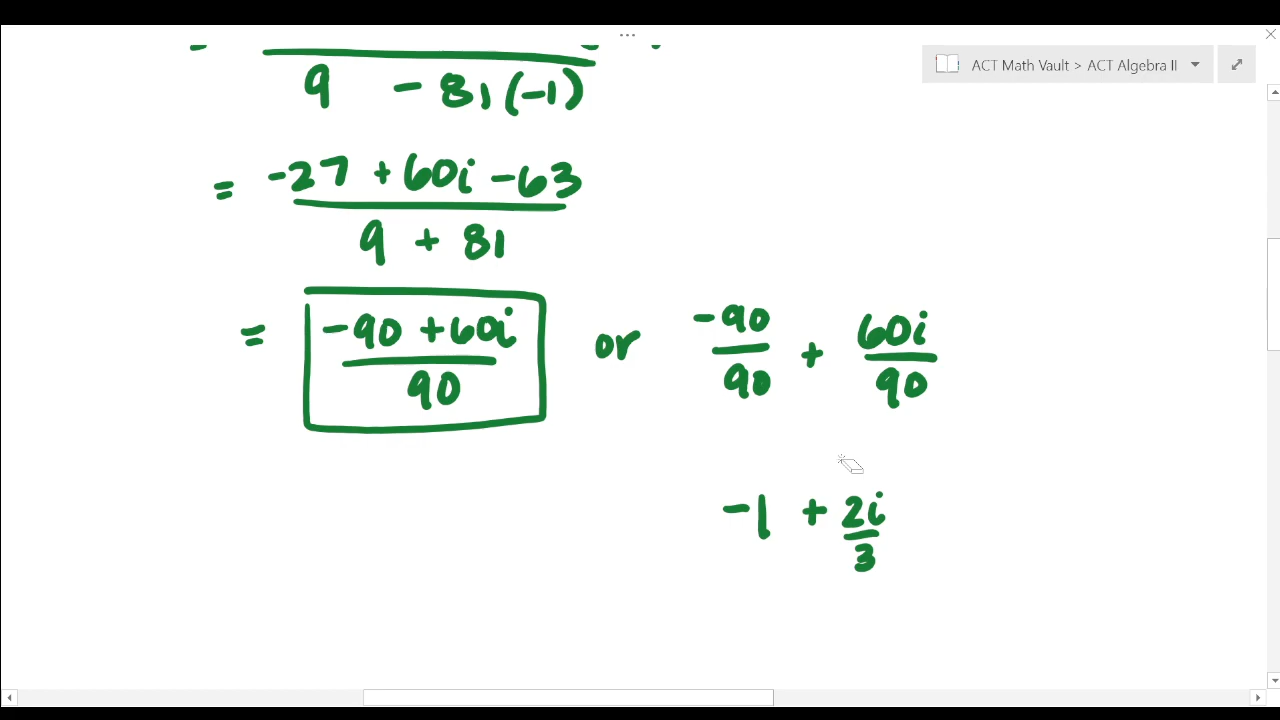 ACT Math Vault > ACT Algebra II
=
9 - 81(-1)
= -27 + 60i - 63
9 + 81
= -90 + 60i or -90 + 60i
90 90 90
-1 + 2i
3